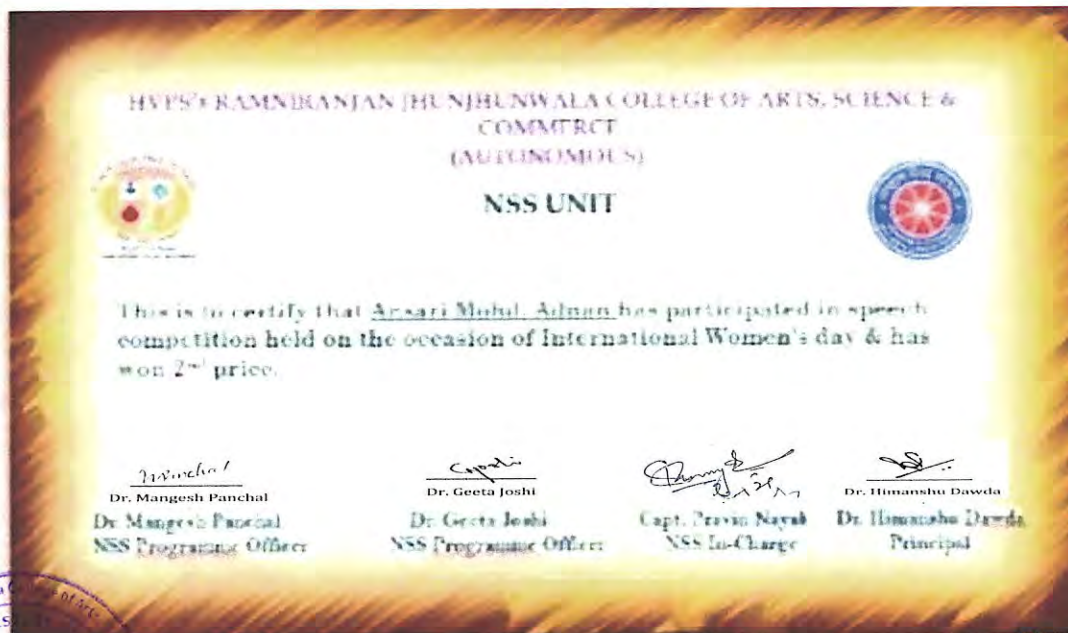 HVPS's RAMNIRANJAN JHUNJHUNWALA COLLEGE OF ARTS, SCIENCE &
COMMERCE
(AUTONOMOUS)
NSS UNIT
This is to certify that Ansari Mohd. Adnan has participated in speech
competition held on the occasion of International Women's day & has
won 2nd price.
Dr. Mangesh Panchal
Dr. Geeta Joshi
Dr. Himanshu Dawda
Dr. Mangesh Panchal
Dr. Geeta Joshi
Capt. Pravin Nayak
Dr. Himanshu Dawda
NSS Programme Officer
NSS Programme Officer
NSS In-Charge
Principal
of Arts